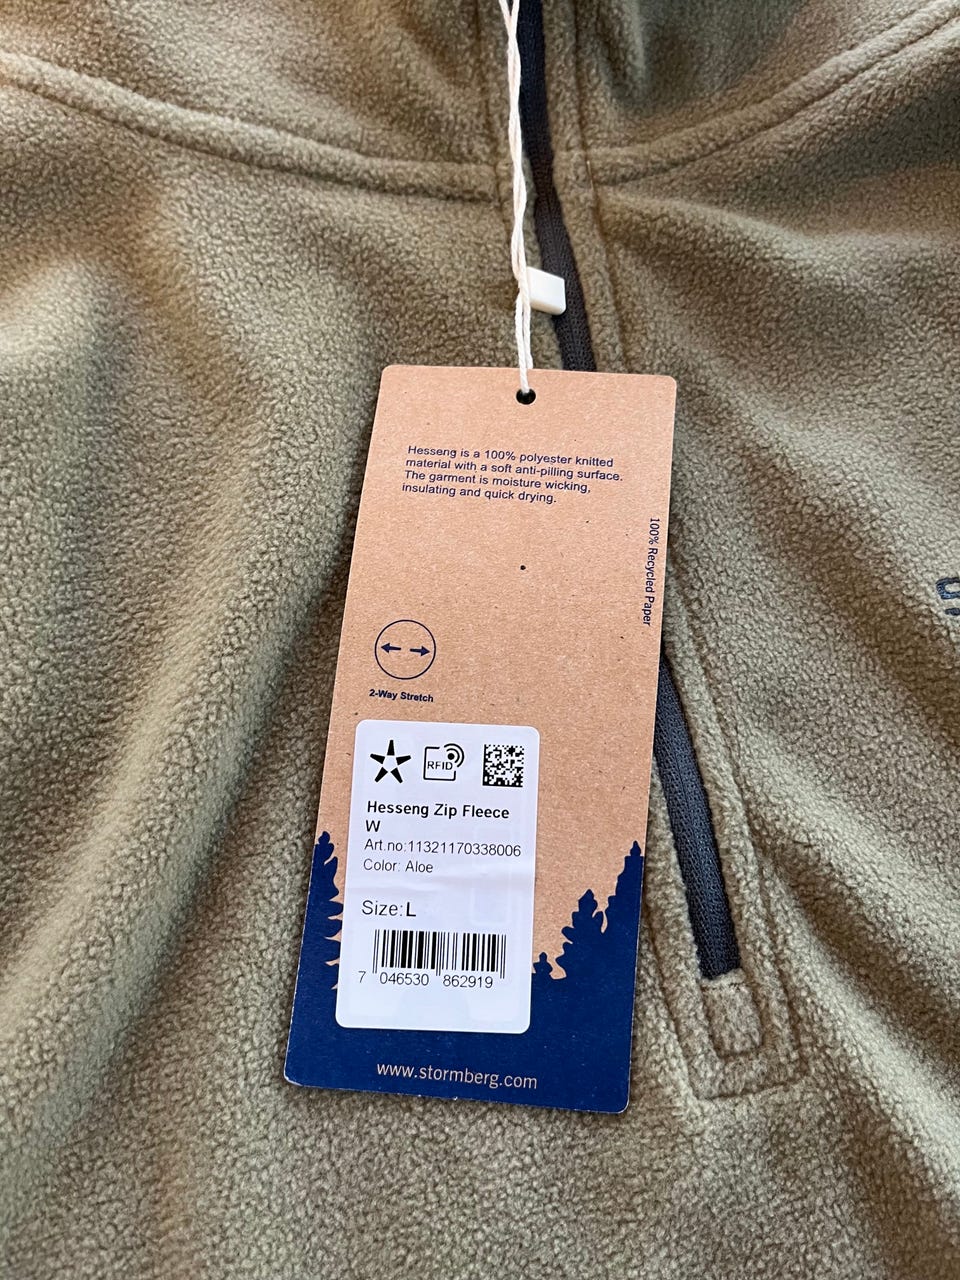 Hesseng is a 100% polyester knitted
material with a soft anti-pilling surface.
The garment is moisture wicking,
insulating and quick drying.
100% Recycled Paper
2-Way Stretch
RFID
Hesseng Zip Fleece
W
Art.no:11321170338006
Color: Aloe
Size:L
7 046530 862919
www.stormberg.com